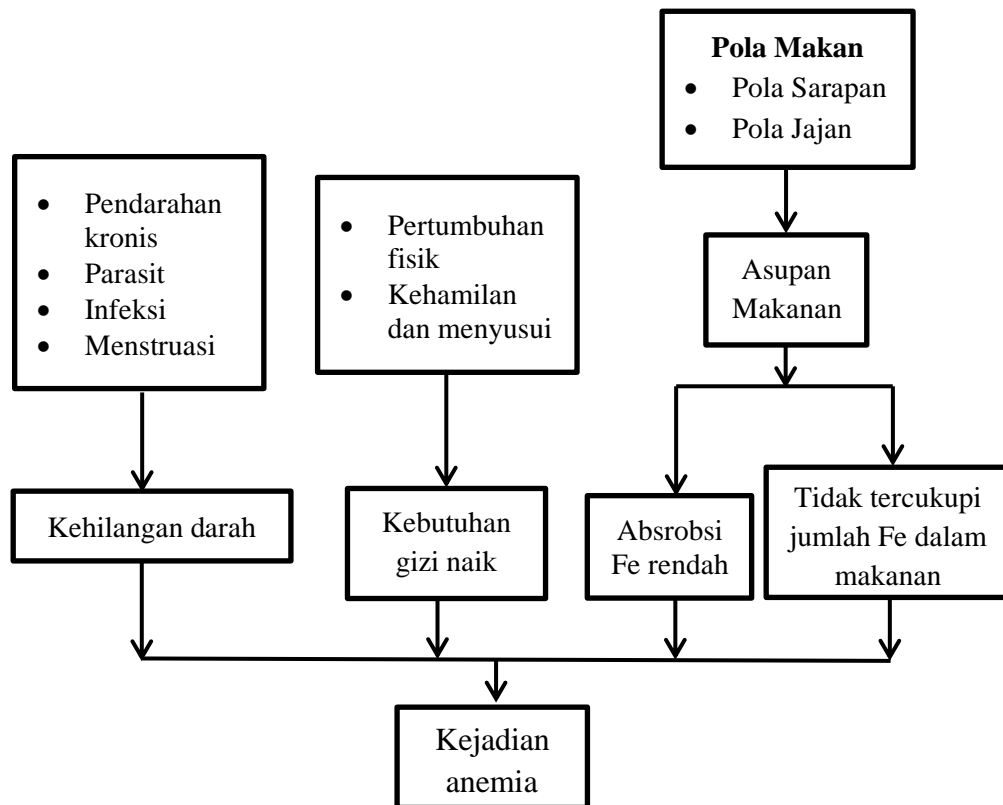 Pola Makan
• Pola Sarapan
• Pola Jajan
• Pendarahan
kronis
• Parasit
• Infeksi
• Menstruasi
• Pertumbuhan
fisik
• Kehamilan
dan menyusui
Asupan
Makanan
Kehilangan darah
Kebutuhan
gizi naik
Absrobsi
Fe rendah
Tidak tercukupi
jumlah Fe dalam
makanan
Kejadian
anemia